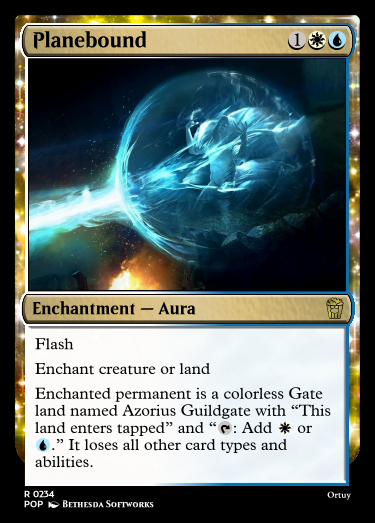 Planebound 1
Enchantment — Aura
Flash
Enchant creature or land
Enchanted permanent is a colorless Gate
land named Azorius Guildgate with “This
land enters tapped” and “: Add or
.” It loses all other card types and
abilities.
R 0234
POP Bethesda Softworks
Ortuy